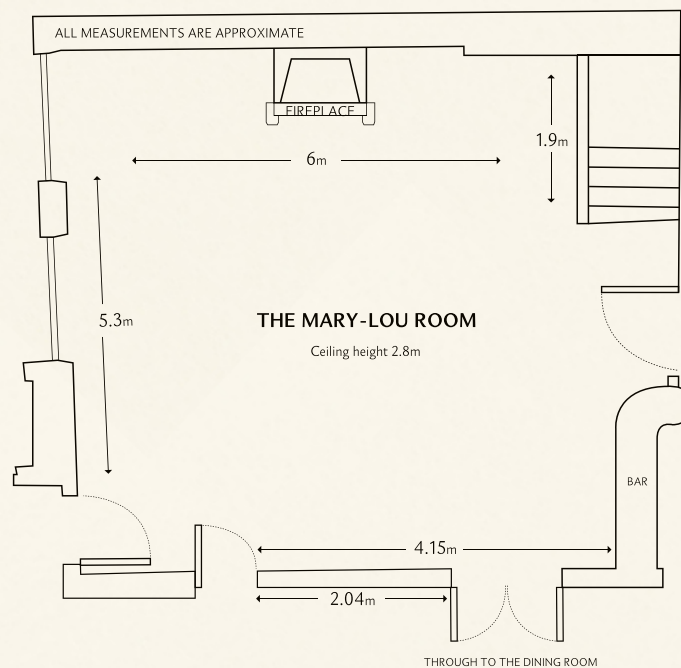 ALL MEASUREMENTS ARE APPROXIMATE
FIREPLACE
1.9m
6m
5.3m
THE MARY-LOU ROOM
Ceiling height 2.8m
BAR
4.15m
2.04m
THROUGH TO THE DINING ROOM